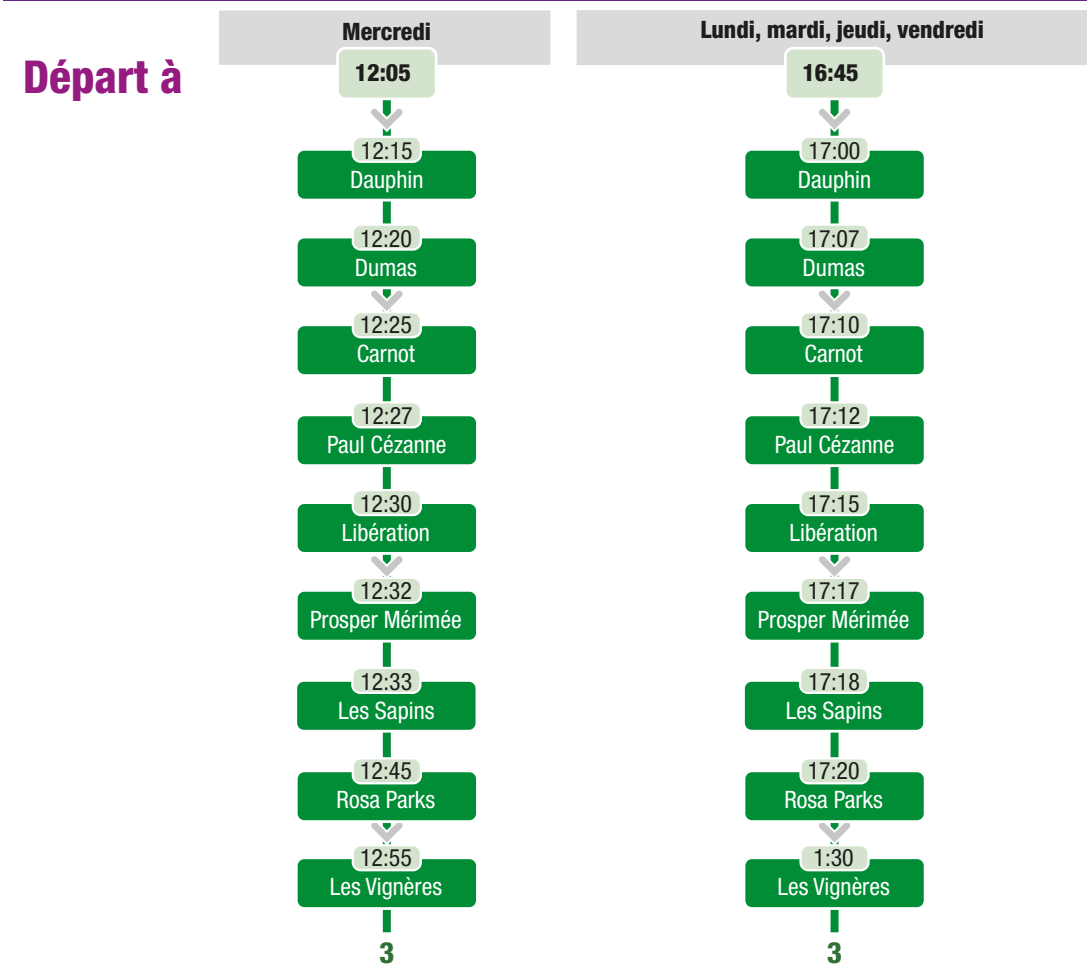 Départ à
Mercredi
12:05
12:15
Dauphin
12:20
Dumas
12:25
Carnot
12:27
Paul Cézanne
12:30
Libération
12:32
Prosper Mérimée
12:33
Les Sapins
12:45
Rosa Parks
12:55
Les Vignères
3
Lundi, mardi, jeudi, vendredi
16:45
17:00
Dauphin
17:07
Dumas
17:10
Carnot
17:12
Paul Cézanne
17:15
Libération
17:17
Prosper Mérimée
17:18
Les Sapins
17:20
Rosa Parks
1:30
Les Vignères
3